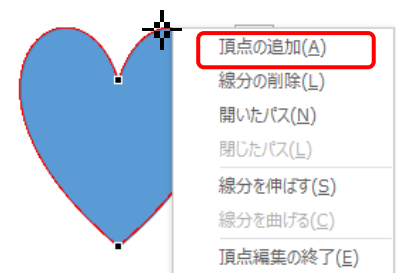 頂点の追加(A)
線分の削除(L)
開いたパス(N)
閉じたパス(L)
線分を伸ばす(S)
線分を曲げる(C)
頂点編集の終了(E)